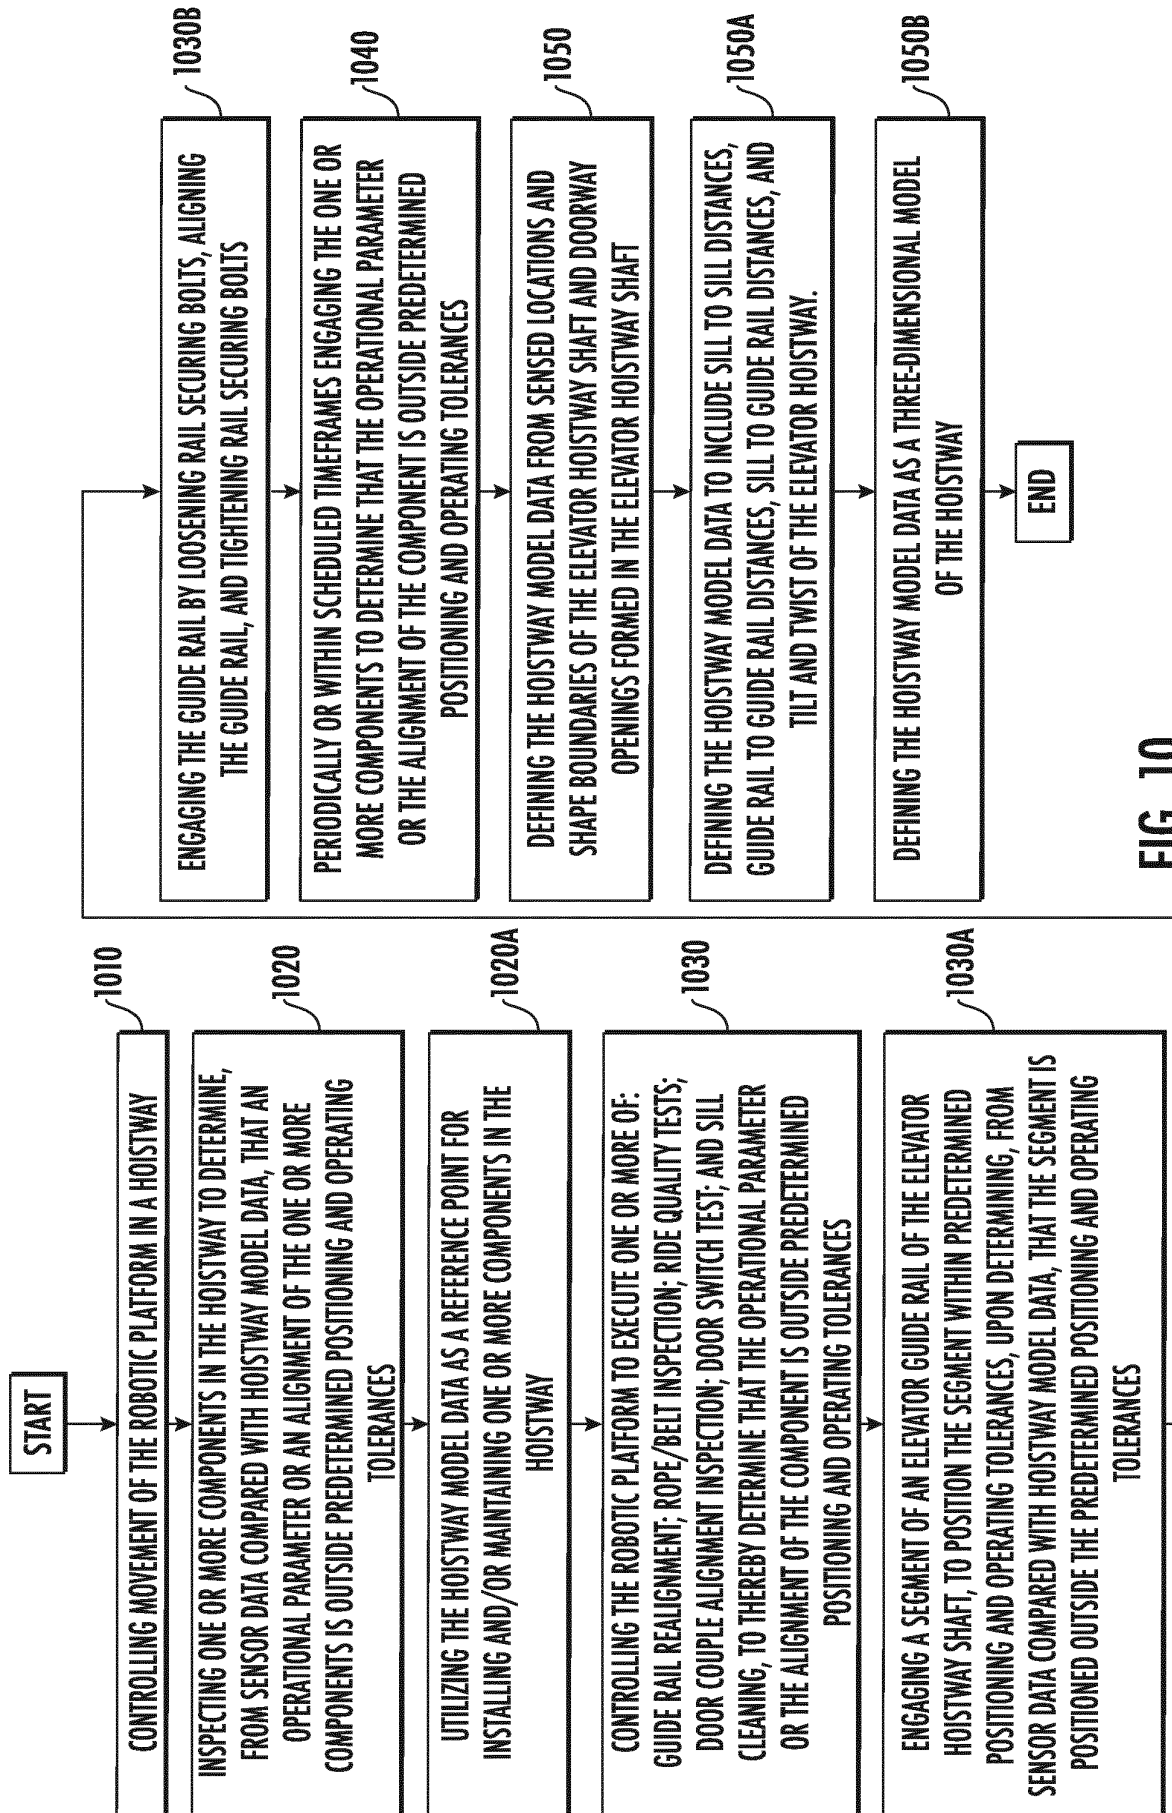 START
1010
CONTROLLING MOVEMENT OF THE ROBOTIC PLATFORM IN A HOISTWAY
1020
INSPECTING ONE OR MORE COMPONENTS IN THE HOISTWAY TO DETERMINE,
FROM SENSOR DATA COMPARED WITH HOISTWAY MODEL DATA, THAT AN
OPERATIONAL PARAMETER OR AN ALIGNMENT OF THE ONE OR MORE
COMPONENTS IS OUTSIDE PREDETERMINED POSITIONING AND OPERATING
TOLERANCES
1020A
UTILIZING THE HOISTWAY MODEL DATA AS A REFERENCE POINT FOR
INSTALLING AND/OR MAINTAINING ONE OR MORE COMPONENTS IN THE
HOISTWAY
1030
CONTROLLING THE ROBOTIC PLATFORM TO EXECUTE ONE OR MORE OF:
GUIDE RAIL REALIGNMENT; ROPE/BELT INSPECTION; RIDE QUALITY TESTS;
DOOR COUPLE ALIGNMENT INSPECTION; DOOR SWITCH TEST; AND SILL
CLEANING, TO THEREBY DETERMINE THAT THE OPERATIONAL PARAMETER
OR THE ALIGNMENT OF THE COMPONENT IS OUTSIDE PREDETERMINED
POSITIONING AND OPERATING TOLERANCES
1030A
ENGAGING A SEGMENT OF AN ELEVATOR GUIDE RAIL OF THE ELEVATOR
HOISTWAY SHAFT, TO POSITION THE SEGMENT WITHIN PREDETERMINED
POSITIONING AND OPERATING TOLERANCES, UPON DETERMINING, FROM
SENSOR DATA COMPARED WITH HOISTWAY MODEL DATA, THAT THE SEGMENT IS
POSITIONED OUTSIDE THE PREDETERMINED POSITIONING AND OPERATING
TOLERANCES
1030B
ENGAGING THE GUIDE RAIL BY LOOSENING RAIL SECURING BOLTS, ALIGNING
THE GUIDE RAIL, AND TIGHTENING RAIL SECURING BOLTS
1040
PERIODICALLY OR WITHIN SCHEDULED TIMEFRAMES ENGAGING THE ONE OR
MORE COMPONENTS TO DETERMINE THAT THE OPERATIONAL PARAMETER
OR THE ALIGNMENT OF THE COMPONENT IS OUTSIDE PREDETERMINED
POSITIONING AND OPERATING TOLERANCES
1050
DEFINING THE HOISTWAY MODEL DATA FROM SENSED LOCATIONS AND
SHAPE BOUNDARIES OF THE ELEVATOR HOISTWAY SHAFT AND DOORWAY
OPENINGS FORMED IN THE ELEVATOR HOISTWAY SHAFT
1050A
DEFINING THE HOISTWAY MODEL DATA TO INCLUDE SILL TO SILL DISTANCES,
GUIDE RAIL TO GUIDE RAIL DISTANCES, SILL TO GUIDE RAIL DISTANCES, AND
TILT AND TWIST OF THE ELEVATOR HOISTWAY.
1050B
DEFINING THE HOISTWAY MODEL DATA AS A THREE-DIMENSIONAL MODEL
OF THE HOISTWAY
END
FIG. 10